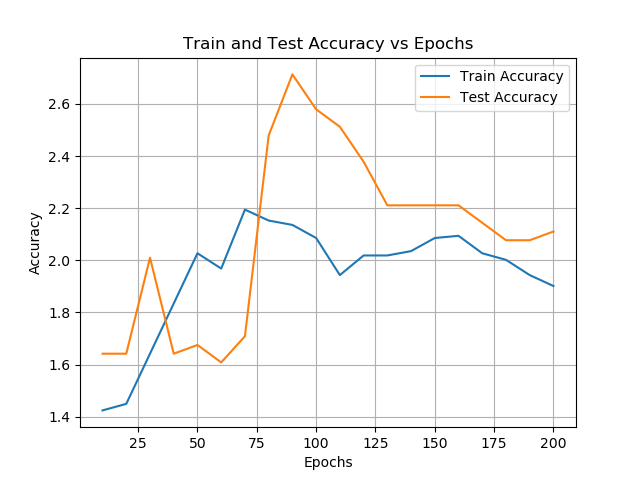 Train and Test Accuracy vs Epochs
Train Accuracy
Test Accuracy
2.6
2.4
2.2
2.0
1.8
1.6
1.4
Accuracy
25 50 75 100 125 150 175 200
Epochs